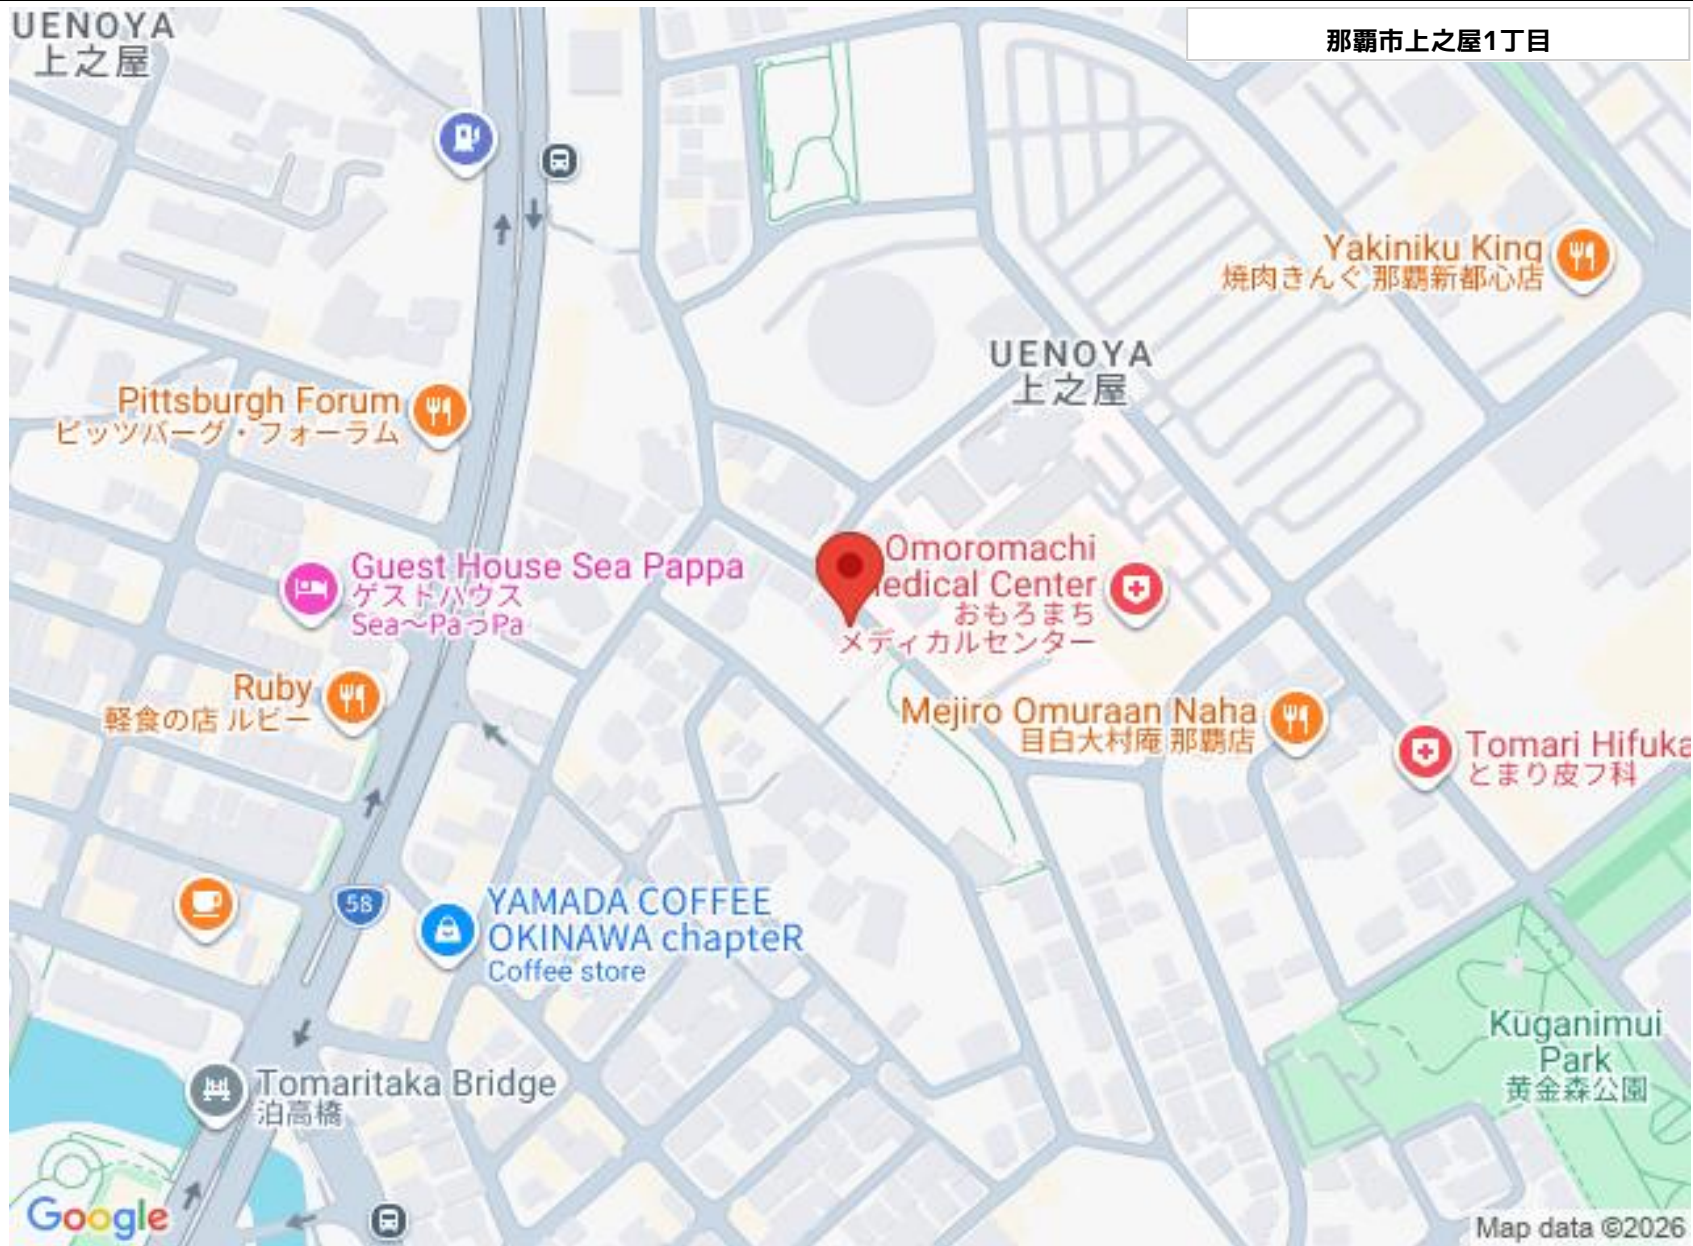 UENOYA
上之屋
那覇市上之屋1丁目
Yakiniku King
焼肉きんぐ 那覇新都心店
UENOYA
上之屋
Pittsburgh Forum
ピッツバーグ・フォーラム
Omoromachi
edical Center
おもろまち
メディカルセンター
Guest House Sea Pappa
ゲストハウス
Sea～PaっPa
Ruby
軽食の店 ルビー
Mejiro Omuraan Naha
目白大村庵 那覇店
Tomari Hifuka
とまり皮フ科
58
YAMADA COFFEE
OKINAWA chapteR
Coffee store
Kuganimui
Park
黄金森公園
Tomaritaka Bridge
泊高橋
Google
Map data ©2026